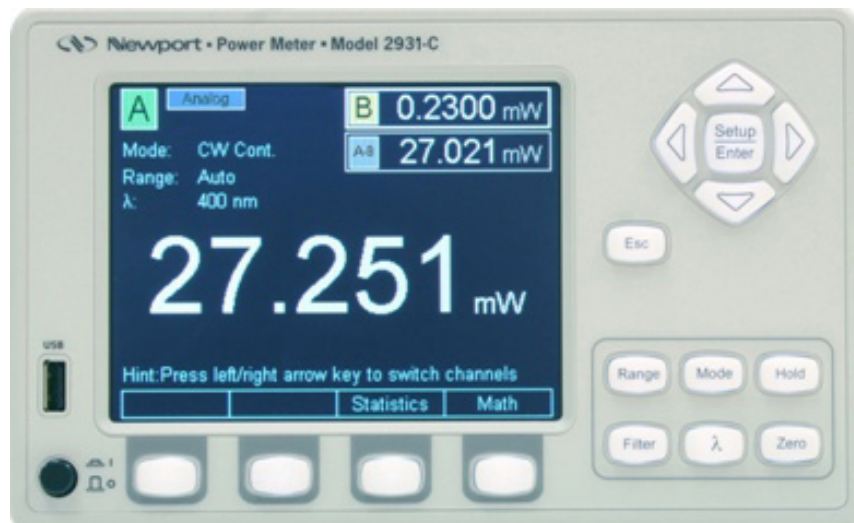 Newport • Power Meter • Model 2931-C
A Analog B 0.2300 mW
A-B 27.021 mW
Mode: CW Cont.
Range: Auto
λ: 400 nm
27.251 mW
Hint:Press left/right arrow key to switch channels
Statistics Math
Setup
Enter
Esc
USB
Range Mode Hold
Filter λ Zero